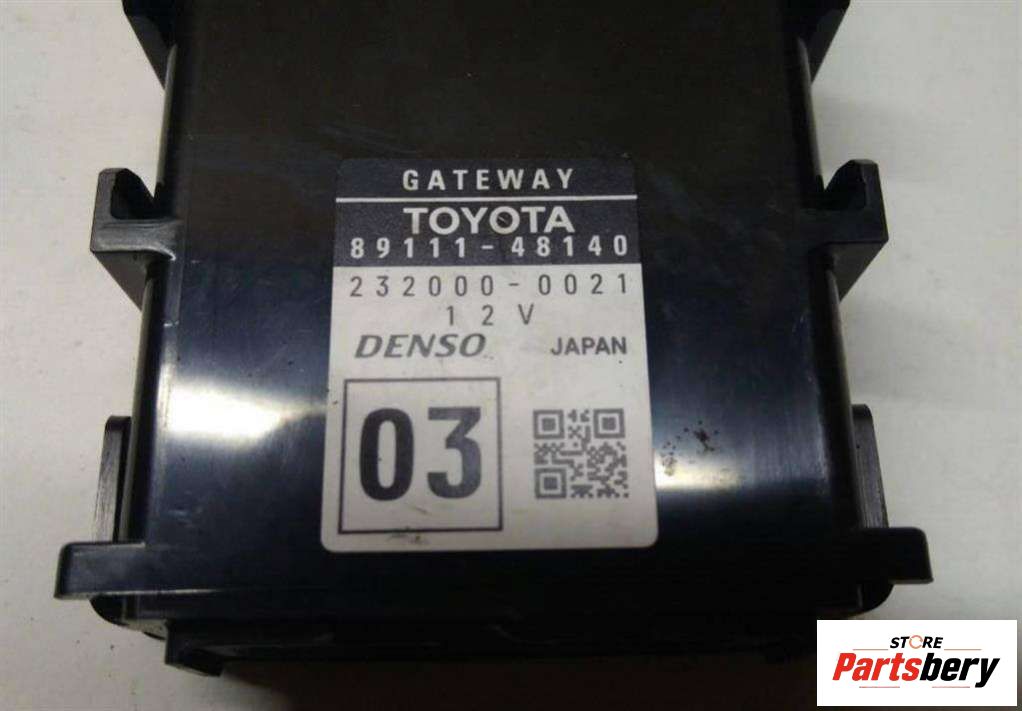 GATEWAY
TOYOTA
89111-48140
232000-0021
12V
DENSO JAPAN
03
STORE
Partsbery